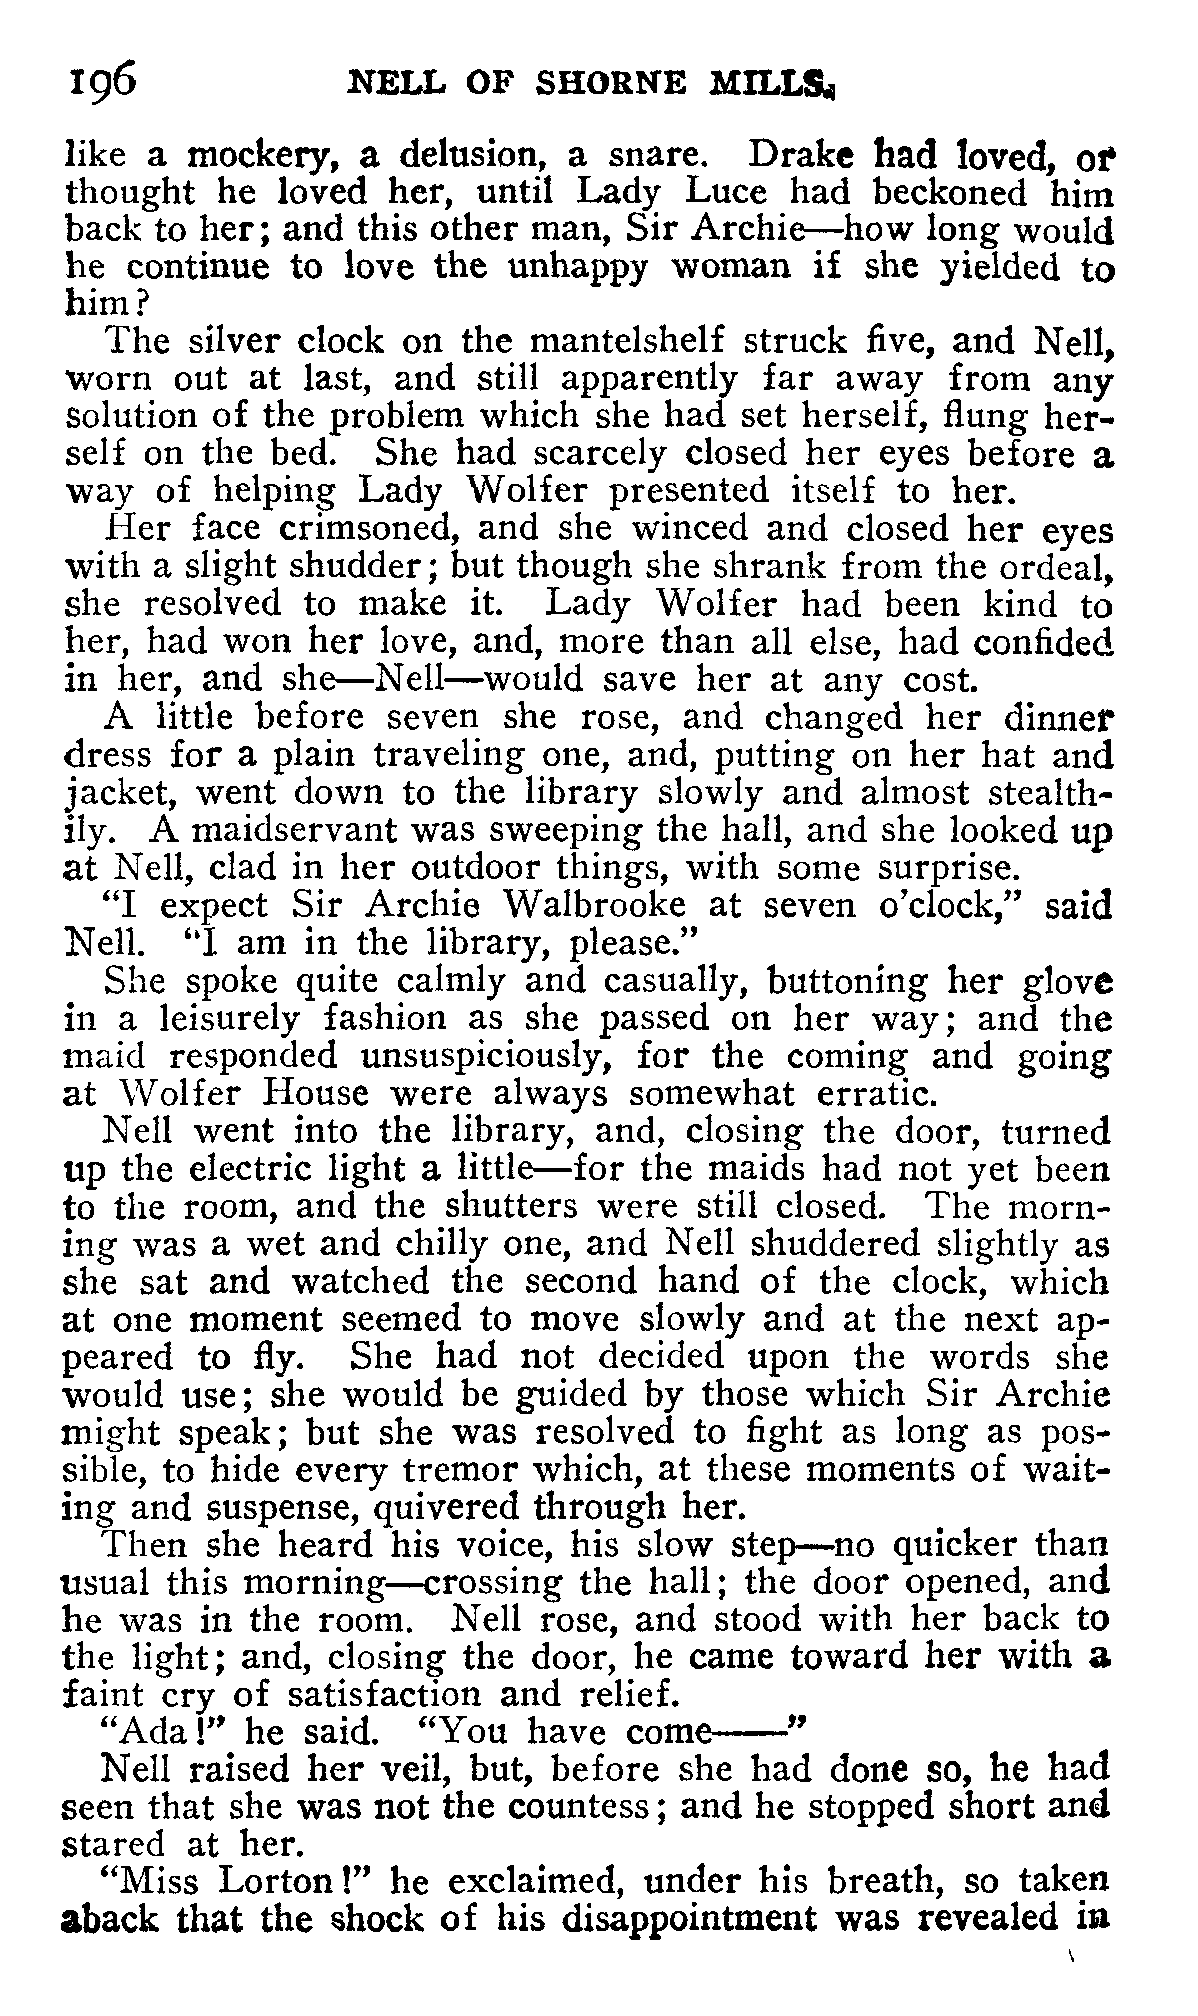 196 NELL OF SHORNE MILLS.
like a mockery, a delusion, a snare. Drake had loved, or
thought he loved her, until Lady Luce had beckoned him
back to her; and this other man, Sir Archie—how long would
he continue to love the unhappy woman if she yielded to
him?
The silver clock on the mantelshelf struck five, and Nell,
worn out at last, and still apparently far away from any
solution of the problem which she had set herself, flung her-
self on the bed. She had scarcely closed her eyes before a
way of helping Lady Wolfer presented itself to her.
Her face crimsoned, and she winced and closed her eyes
with a slight shudder; but though she shrank from the ordeal,
she resolved to make it. Lady Wolfer had been kind to
her, had won her love, and, more than all else, had confided
in her, and she—Nell—would save her at any cost.
A little before seven she rose, and changed her dinner
dress for a plain traveling one, and, putting on her hat and
jacket, went down to the library slowly and almost stealth-
ily. A maidservant was sweeping the hall, and she looked up
at Nell, clad in her outdoor things, with some surprise.
"I expect Sir Archie Walbrooke at seven o'clock," said
Nell. "I am in the library, please."
She spoke quite calmly and casually, buttoning her glove
in a leisurely fashion as she passed on her way; and the
maid responded unsuspiciously, for the coming and going
at Wolfer House were always somewhat erratic.
Nell went into the library, and, closing the door, turned
up the electric light a little—for the maids had not yet been
to the room, and the shutters were still closed. The morn-
ing was a wet and chilly one, and Nell shuddered slightly as
she sat and watched the second hand of the clock, which
at one moment seemed to move slowly and at the next ap-
peared to fly. She had not decided upon the words she
would use; she would be guided by those which Sir Archie
might speak; but she was resolved to fight as long as pos-
sible, to hide every tremor which, at these moments of wait-
ing and suspense, quivered through her.
Then she heard his voice, his slow step—no quicker than
usual this morning—crossing the hall; the door opened, and
he was in the room. Nell rose, and stood with her back to
the light; and, closing the door, he came toward her with a
faint cry of satisfaction and relief.
"Ada!" he said. "You have come——"
Nell raised her veil, but, before she had done so, he had
seen that she was not the countess; and he stopped short and
stared at her.
"Miss Lorton!" he exclaimed, under his breath, so taken
aback that the shock of his disappointment was revealed in